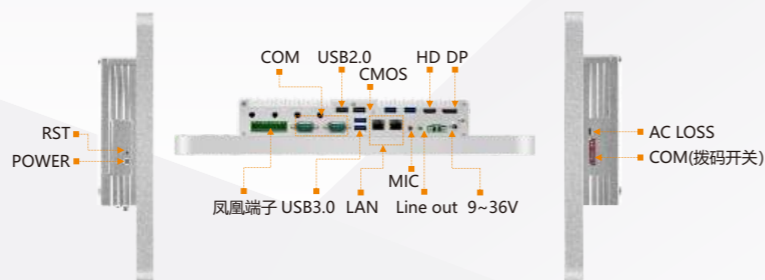 COM USB2.0 HD DP
CMOS
RST
POWER
AC LOSS
COM(拨码开关)
MIC
凤凰端子 USB3.0 LAN Line out 9~36V